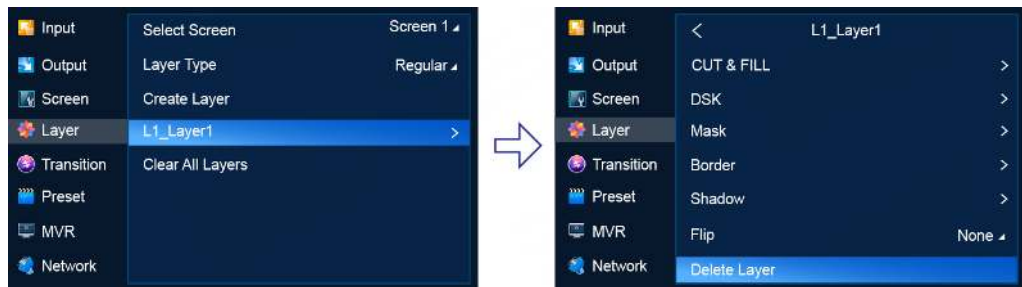 Input
Output
Screen
Layer
Transition
Preset
MVR
Network
Select Screen Screen 1
Layer Type Regular
Create Layer
L1_Layer1 >
Clear All Layers
Input
Output
Screen
Layer
Transition
Preset
MVR
Network
< L1_Layer1
CUT & FILL >
DSK >
Mask >
Border >
Shadow >
Flip None
Delete Layer